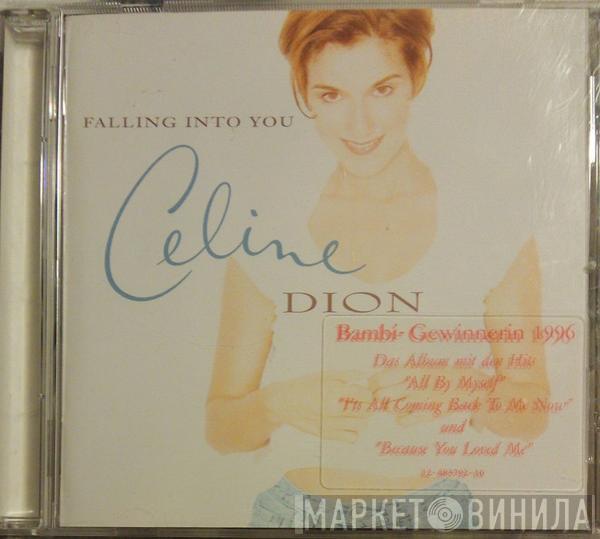 FALLING INTO YOU
Celine
DION
Bambi-Gewinnerin 1996
Das Album mit den Hits
"All By Myself"
"It's All Coming Back To Me Now"
und
"Because You Loved Me"
МАРКЕТ ВИНИЛА